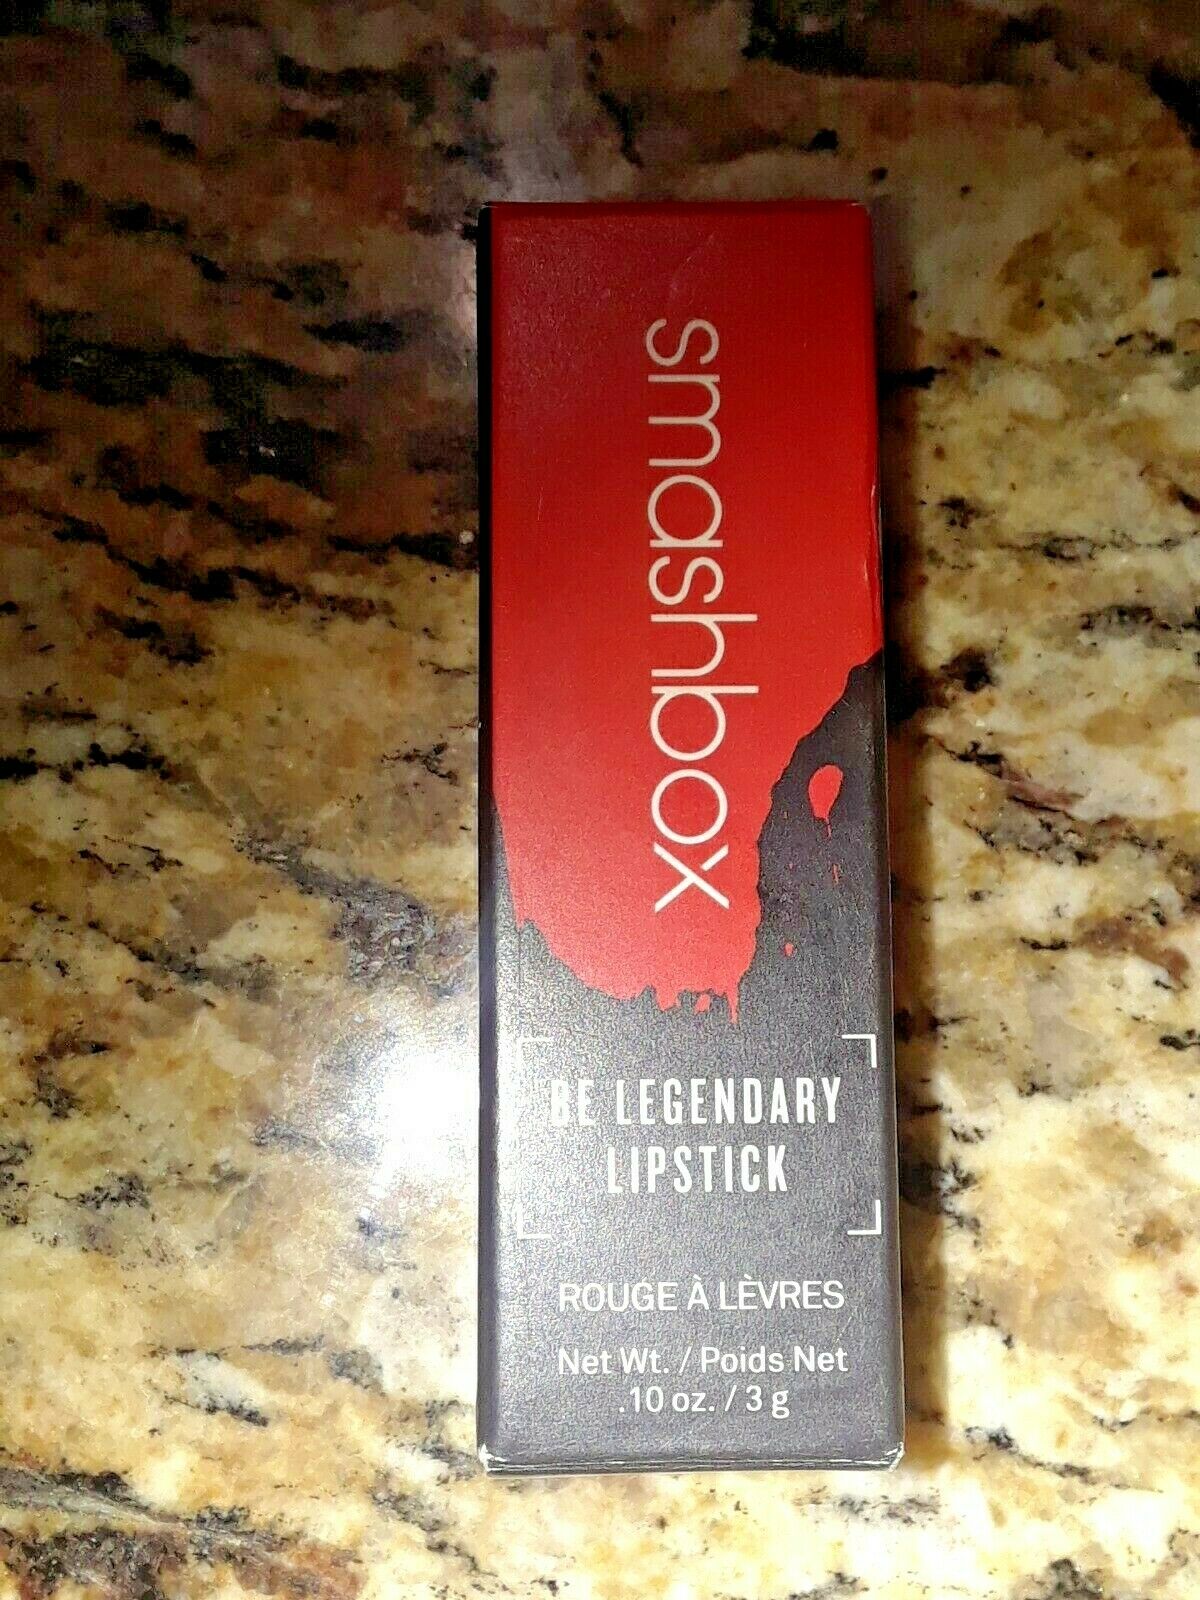 smashbox
BE LEGENDARY
LIPSTICK
ROUGE À LÈVRES
Net Wt. / Poids Net
.10 oz. / 3 g